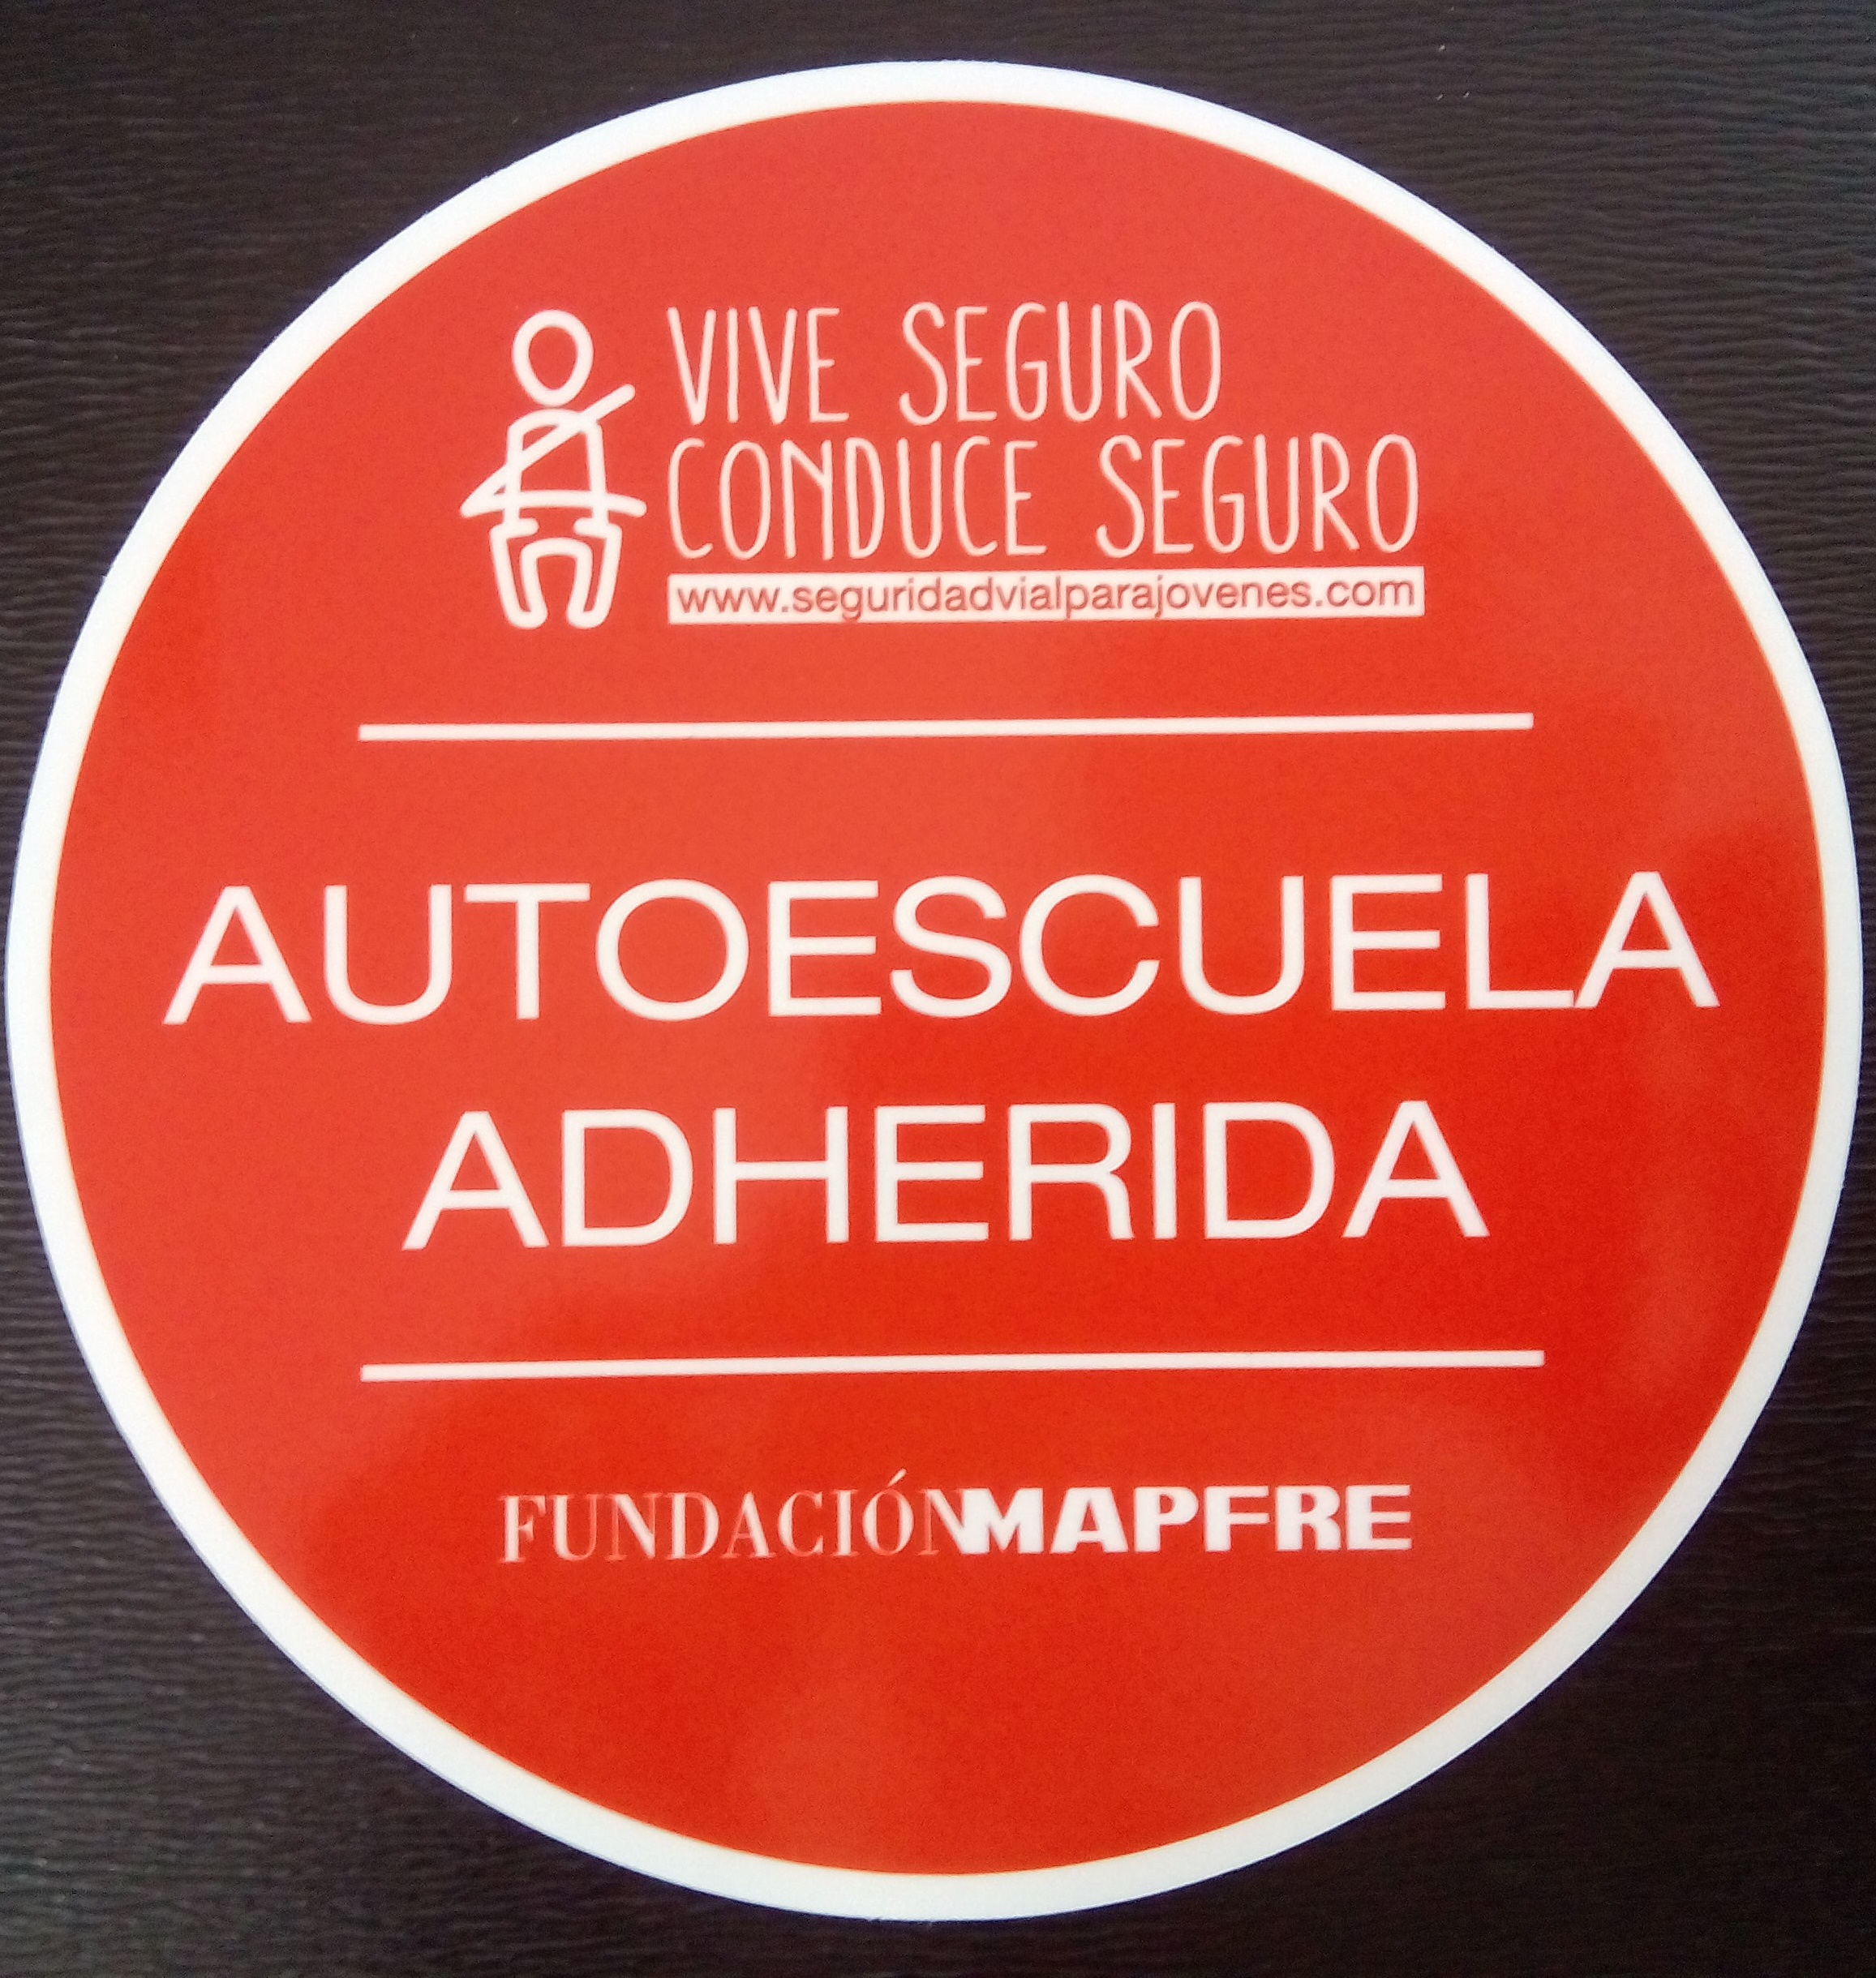 VIVE SEGURO
CONDUCE SEGURO
www.seguridadvialparajovenes.com
AUTOESCUELA
ADHERIDA
FUNDACIÓNMAPFRE